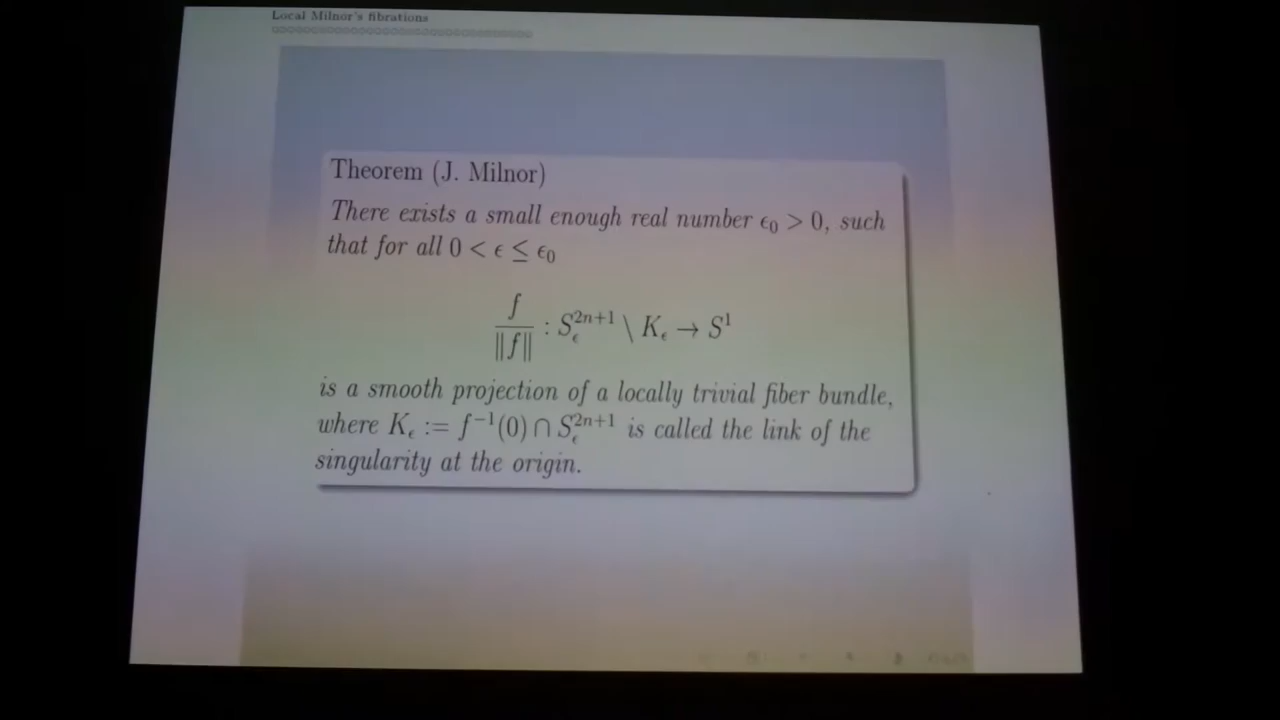 Local Milnor's fibrations
Theorem (J. Milnor)
There exists a small enough real number ϵ₀ > 0, such
that for all 0 < ϵ ≤ ϵ₀
f/‖f‖ : S_ϵ^{2n+1} \ K_ϵ → S¹
is a smooth projection of a locally trivial fiber bundle,
where K_ϵ := f⁻¹(0) ∩ S_ϵ^{2n+1} is called the link of the
singularity at the origin.